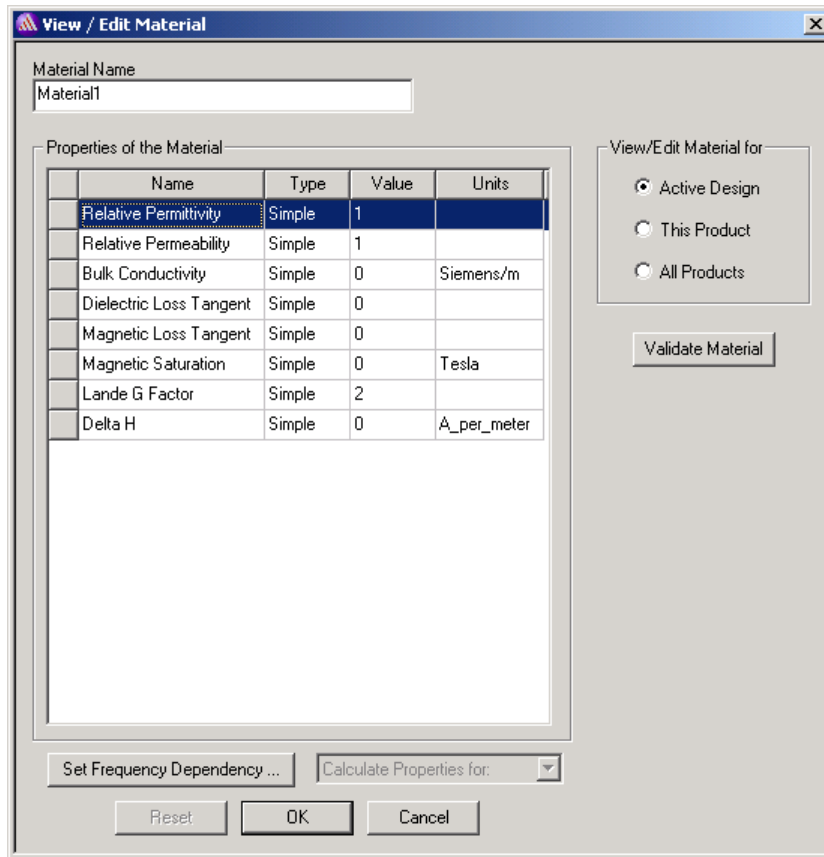 View / Edit Material
Material Name
Material1
Properties of the Material
Name Type Value Units
Relative Permittivity Simple 1
Relative Permeability Simple 1
Bulk Conductivity Simple 0 Siemens/m
Dielectric Loss Tangent Simple 0
Magnetic Loss Tangent Simple 0
Magnetic Saturation Simple 0 Tesla
Lande G Factor Simple 2
Delta H Simple 0 A_per_meter
View/Edit Material for
Active Design
This Product
All Products
Validate Material
Set Frequency Dependency ... Calculate Properties for:
Reset OK Cancel